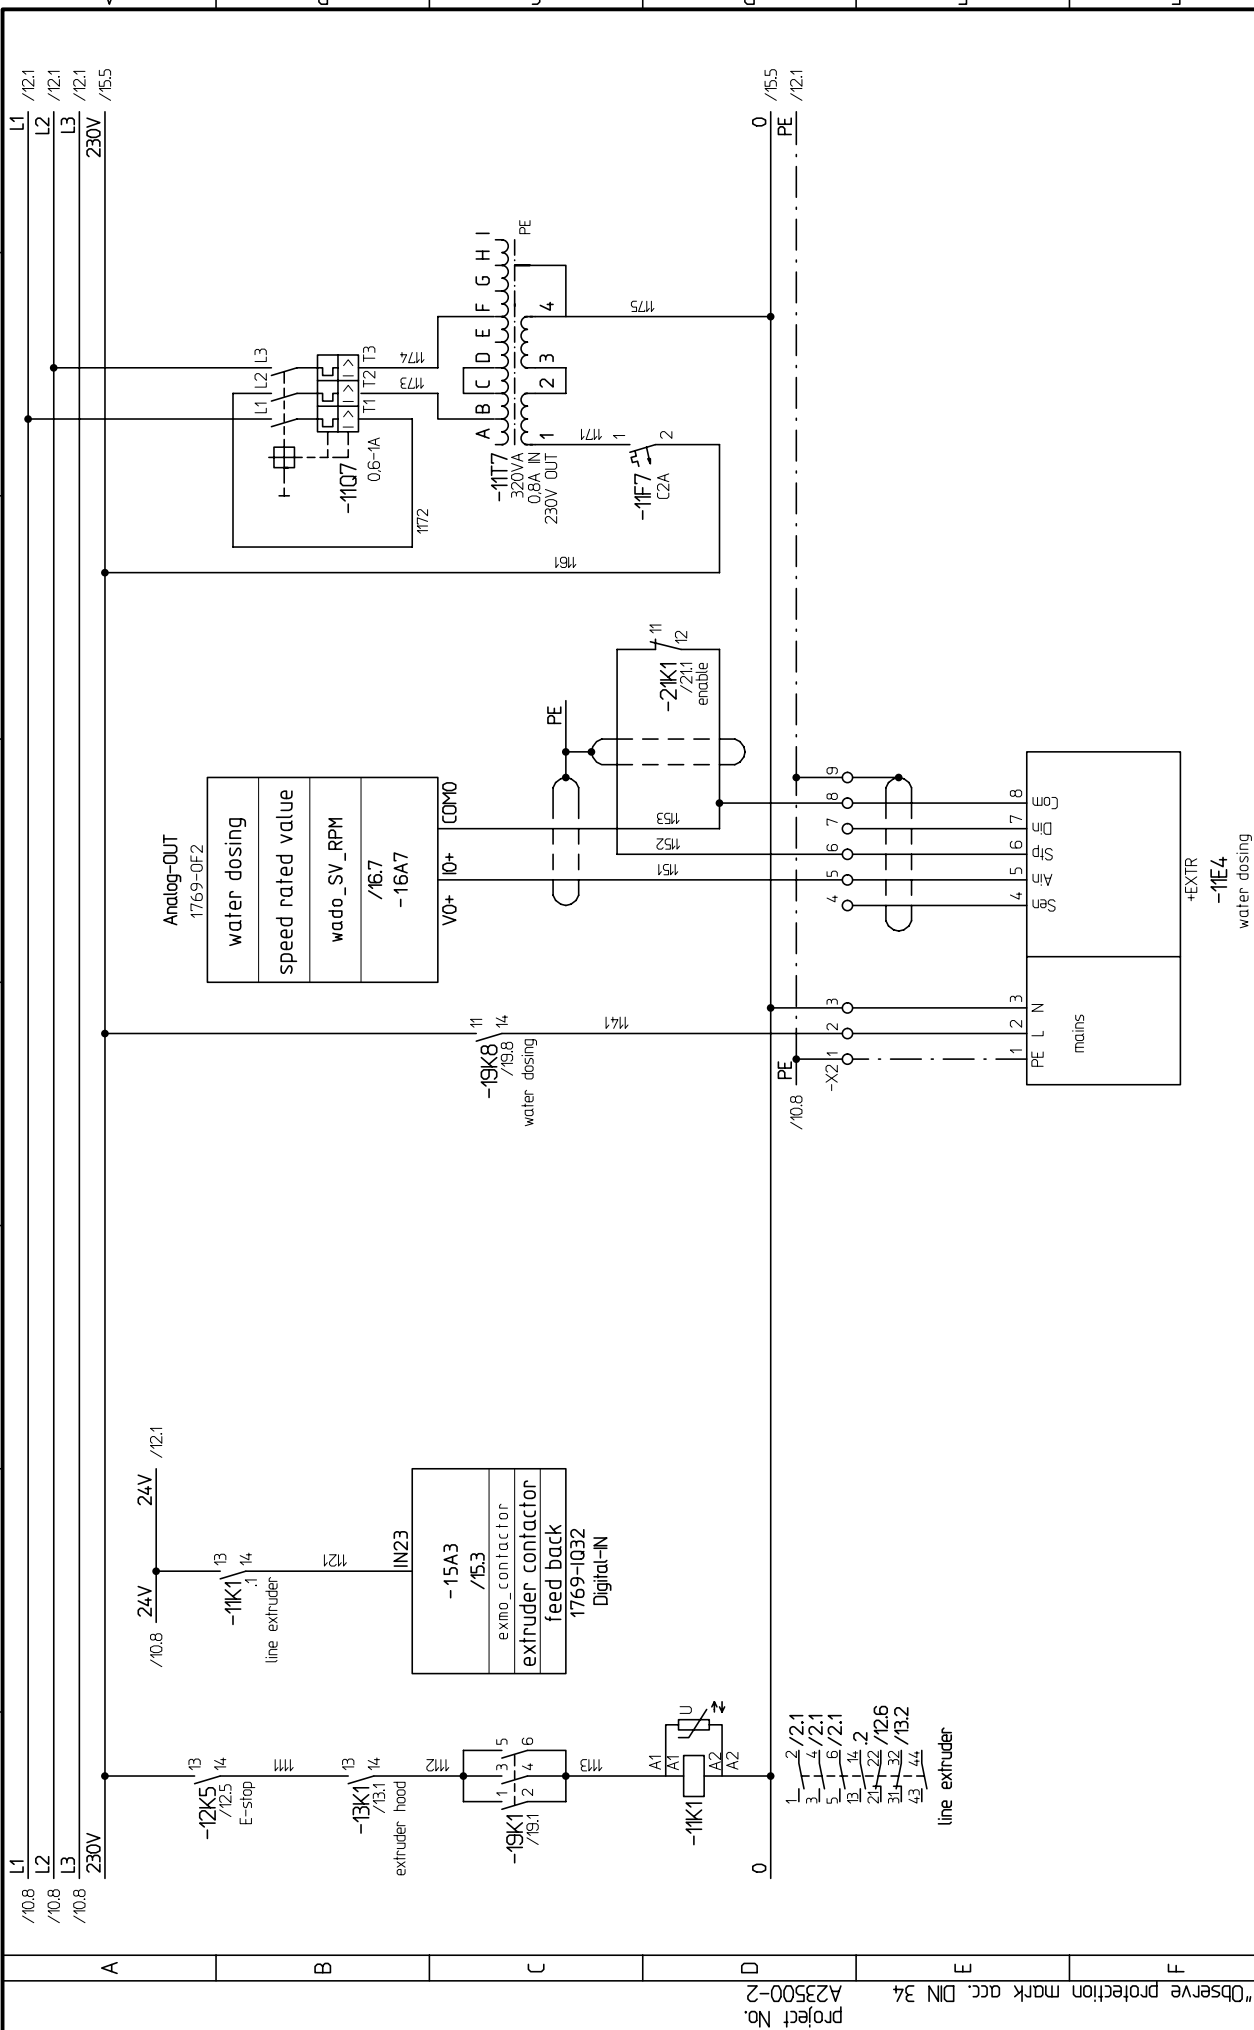 L1 /12.1
L2 /12.1
L3 /12.1
230V /15.5
/10.8 L1
/10.8 L2
/10.8 L3
230V
-12K5
/12.5
E-stop
13
14
1111
-13K1
/13.1
extruder hood
13
14
1112
-19K1
/19.1
1 3 5
2 4 6
1113
-11K1
A1
A1
A2
A2
U
0
1 2 /2.1
3 4 /2.1
5 6 /2.1
13 14 .2
21 22 /12.6
31 32 /13.2
43 44
line extruder
/10.8 24V 24V /12.1
-11K1
.1
line extruder
13
14
1121
IN23
-15A3
/15.3
exmo_contactor
extruder contactor
feed back
1769-IQ32
Digital-IN
-19K8
/19.8
water dosing
11
14
1141
Analog-OUT
1769-OF2
water dosing
speed rated value
wado_SV_RPM
/16.7
-16A7
V0+ I0+ COM0
1151
1152
1153
PE
-21K1
/21.1
enable
11
12
1161
-11Q7
0,6-1A
L1 L2 L3
I> I> I>
T1 T2 T3
1172
1173
1174
-11T7
320VA
0,8A IN
230V OUT
A B C D E F G H I
PE
1 2 3 4
1171
1175
-11F7
C2A
1
2
0 /15.5
PE /12.1
/10.8 PE
-X2 1 2 3 4 5 6 7 8 9
1 2 3 4 5 6 7 8
PE L N Sen Ain Stp Din Com
mains
+EXTR
-11E4
water dosing
A
B
C
D
E
F
project No.
A23500-2
"Observe protection mark acc. DIN 34